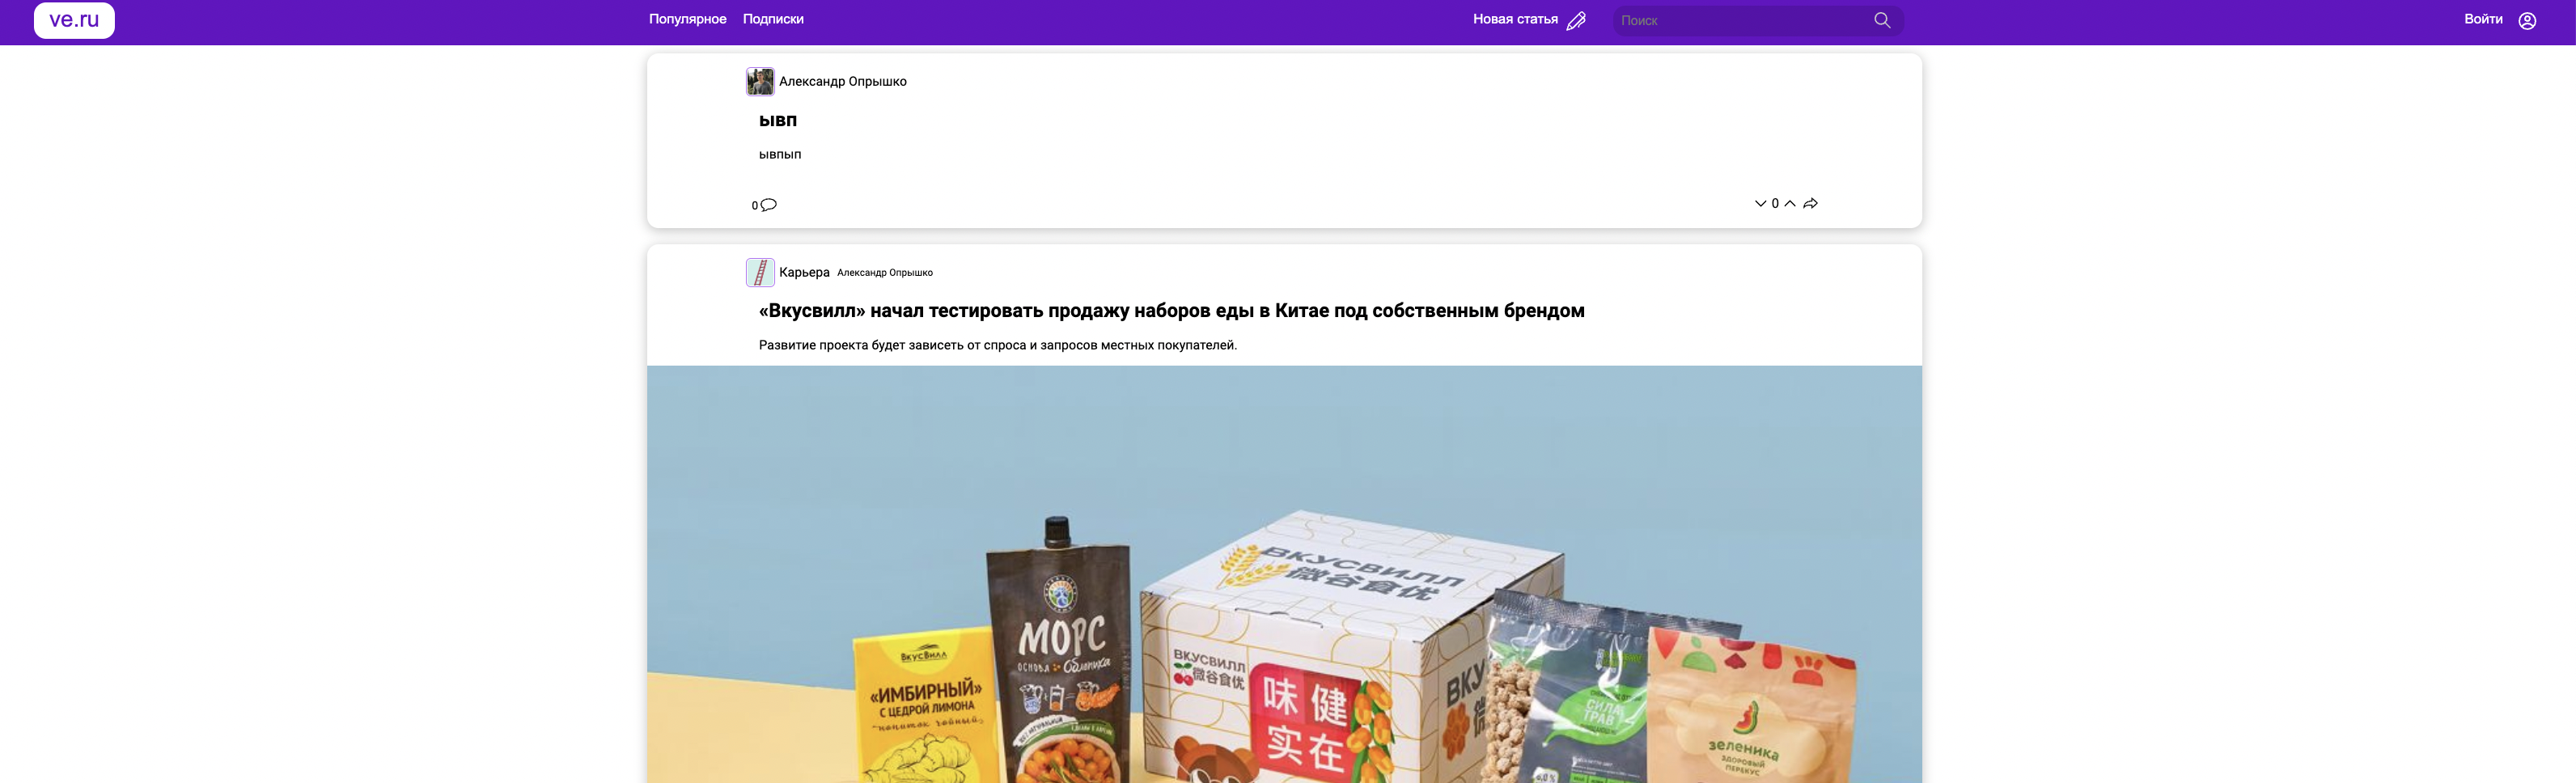 ve.ru
Популярное Подписки Новая статья Поиск Войти
Александр Опрышко
ывп
ывпып
0 0
Карьера Александр Опрышко
«Вкусвилл» начал тестировать продажу наборов еды в Китае под собственным брендом
Развитие проекта будет зависеть от спроса и запросов местных покупателей.
ВКУСВИЛЛ
微谷食优
МОРС
ОСНОВА Облепиха
ВКУСВИЛЛ
«ИМБИРНЫЙ»
С ЦЕДРОЙ ЛИМОНА
напиток чайный
ВКУСВИЛЛ
微谷食优
味健
实在
ВКУ
微
СИЛА
ТРАВ
зеленика
ЗДОРОВЫЙ
ПЕРЕКУС